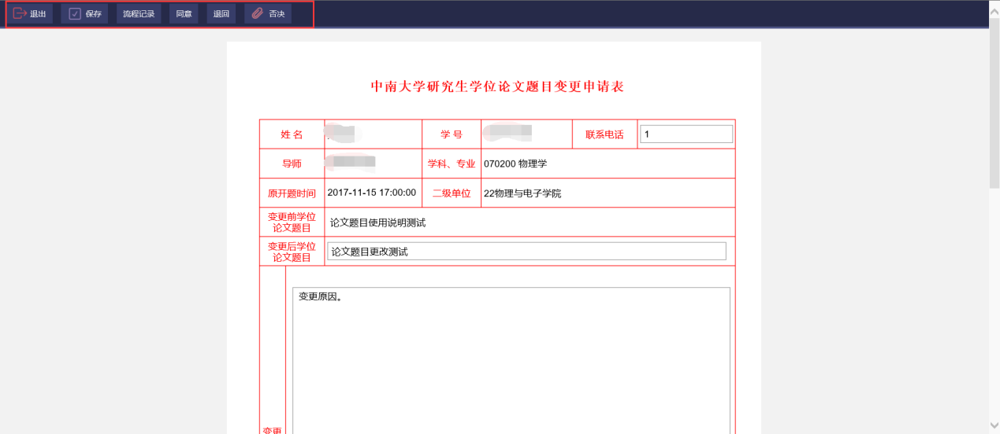 退出 保存 流程记录 同意 退回 否决
中南大学研究生学位论文题目变更申请表
姓 名 学 号 联系电话 1
导师 学科、专业 070200 物理学
原开题时间 2017-11-15 17:00:00 二级单位 22物理与电子学院
变更前学位
论文题目 论文题目使用说明测试
变更后学位
论文题目 论文题目更改测试
变更原因。
变更